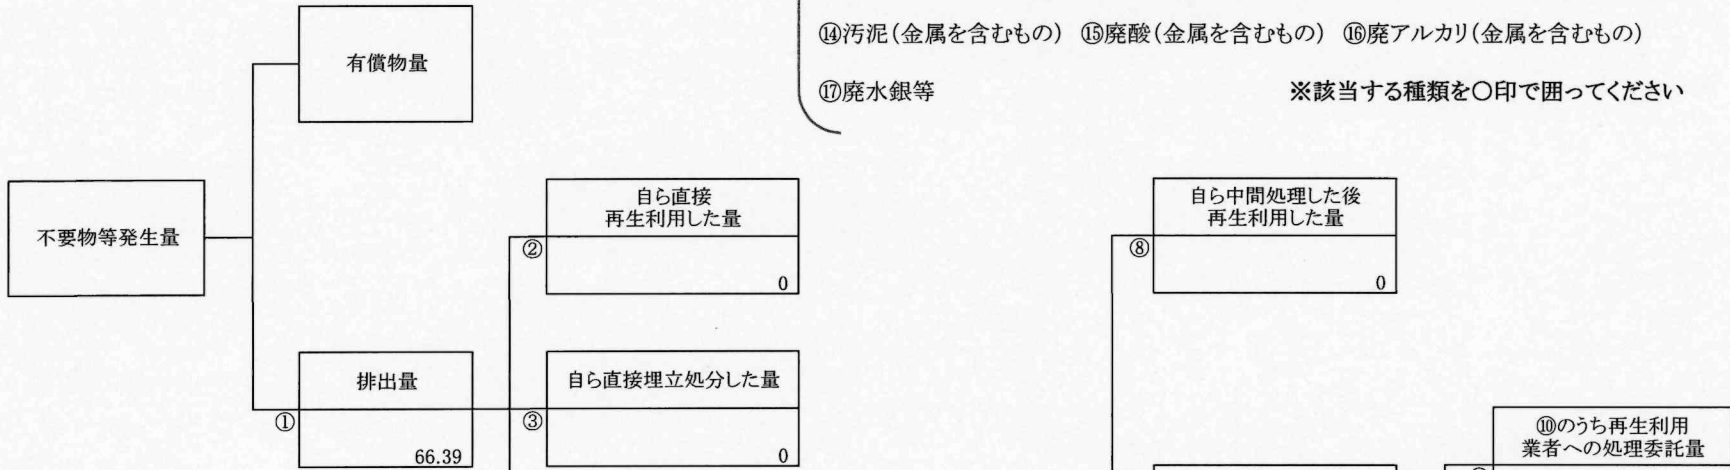 ⑭汚泥(金属を含むもの) ⑮廃酸(金属を含むもの) ⑯廃アルカリ(金属を含むもの)
⑰廃水銀等 ※該当する種類を〇印で囲ってください
有償物量
不要物等発生量
自ら直接
再生利用した量
②
0
自ら中間処理した後
再生利用した量
⑧
0
排出量
①
66.39
自ら直接埋立処分した量
③
0
⑩のうち再生利用
業者への処理委託量